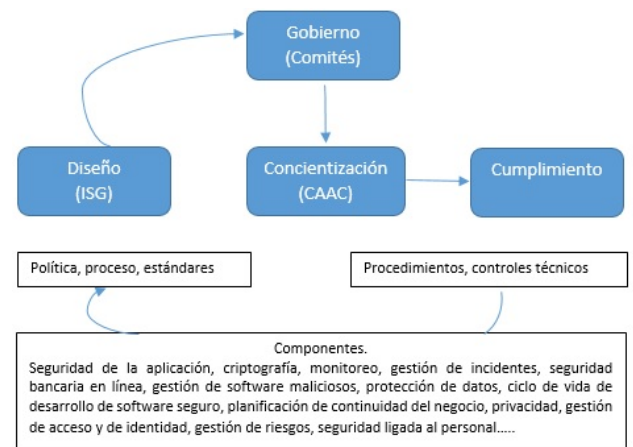 Gobierno
(Comités)
Diseño
(ISG)
Concientización
(CAAC)
Cumplimiento
Política, proceso, estándares
Procedimientos, controles técnicos
Componentes.
Seguridad de la aplicación, criptografía, monitoreo, gestión de incidentes, seguridad
bancaria en línea, gestión de software maliciosos, protección de datos, ciclo de vida de
desarrollo de software seguro, planificación de continuidad del negocio, privacidad, gestión
de acceso y de identidad, gestión de riesgos, seguridad ligada al personal.....